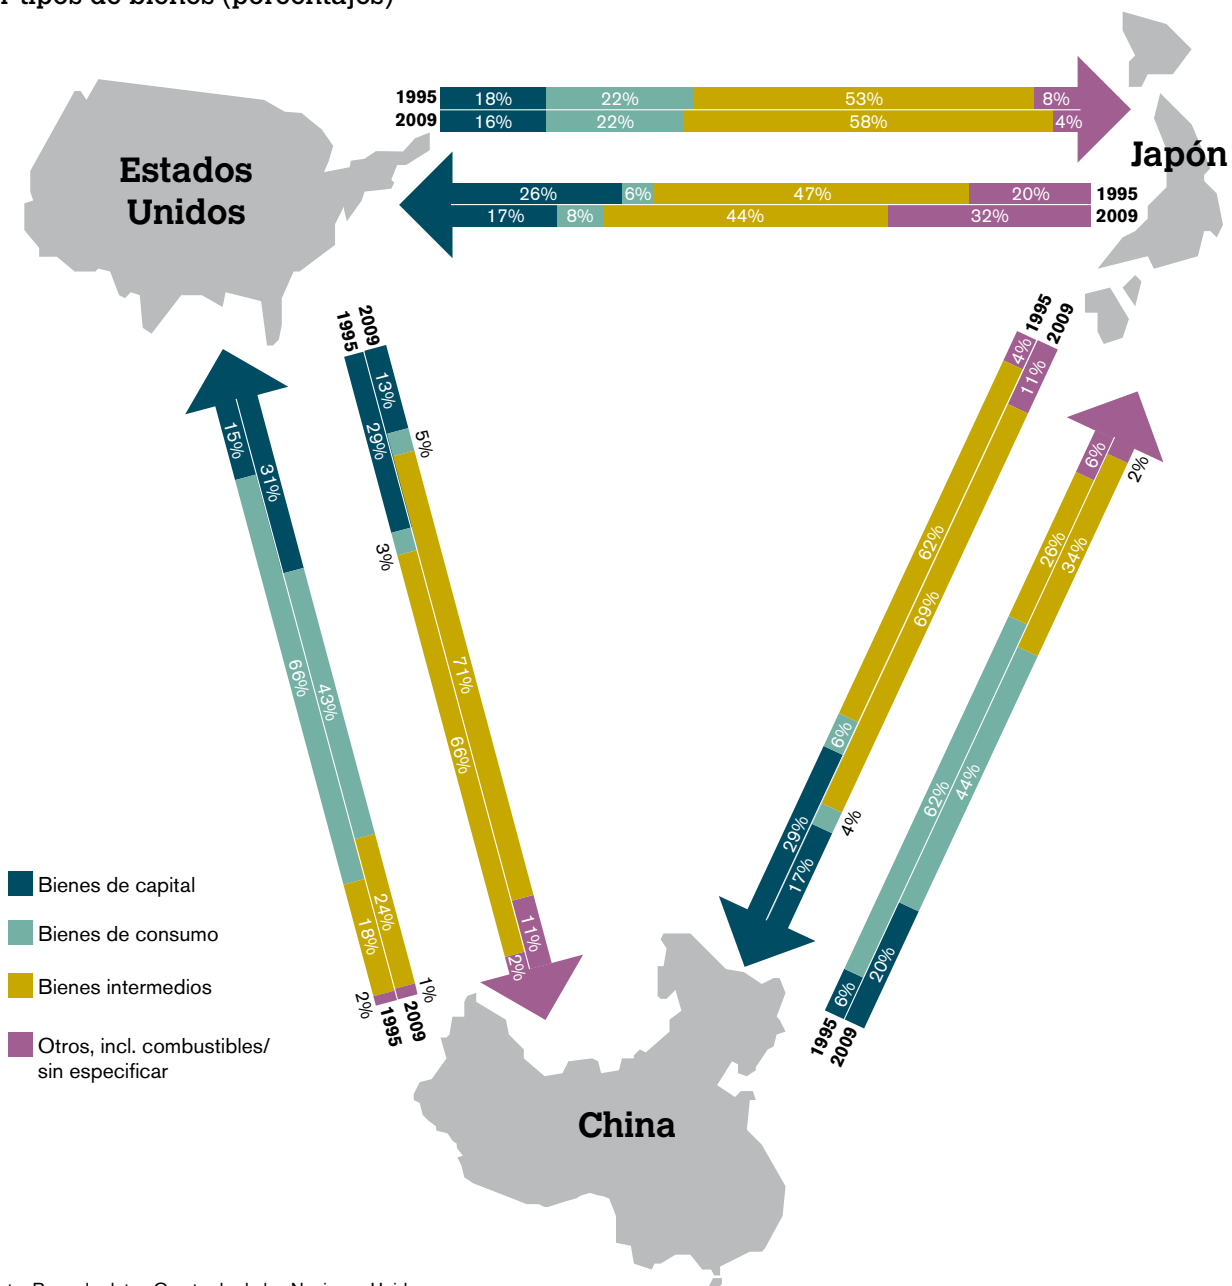 tipos de bienes (porcentajes)
1995 18% 22% 53% 8%
2009 16% 22% 58% 4%
Estados
Unidos
Japón
26% 6% 47% 20% 1995
17% 8% 44% 32% 2009
1995 29% 3% 66% 2%
2009 13% 5% 71% 11%
15% 66% 18% 2% 1995
31% 43% 24% 1% 2009
1995 4% 62% 6% 29%
2009 11% 69% 4% 17%
6% 26% 62% 6% 1995
2% 34% 44% 20% 2009
Bienes de capital
Bienes de consumo
Bienes intermedios
Otros, incl. combustibles/
sin especificar
China